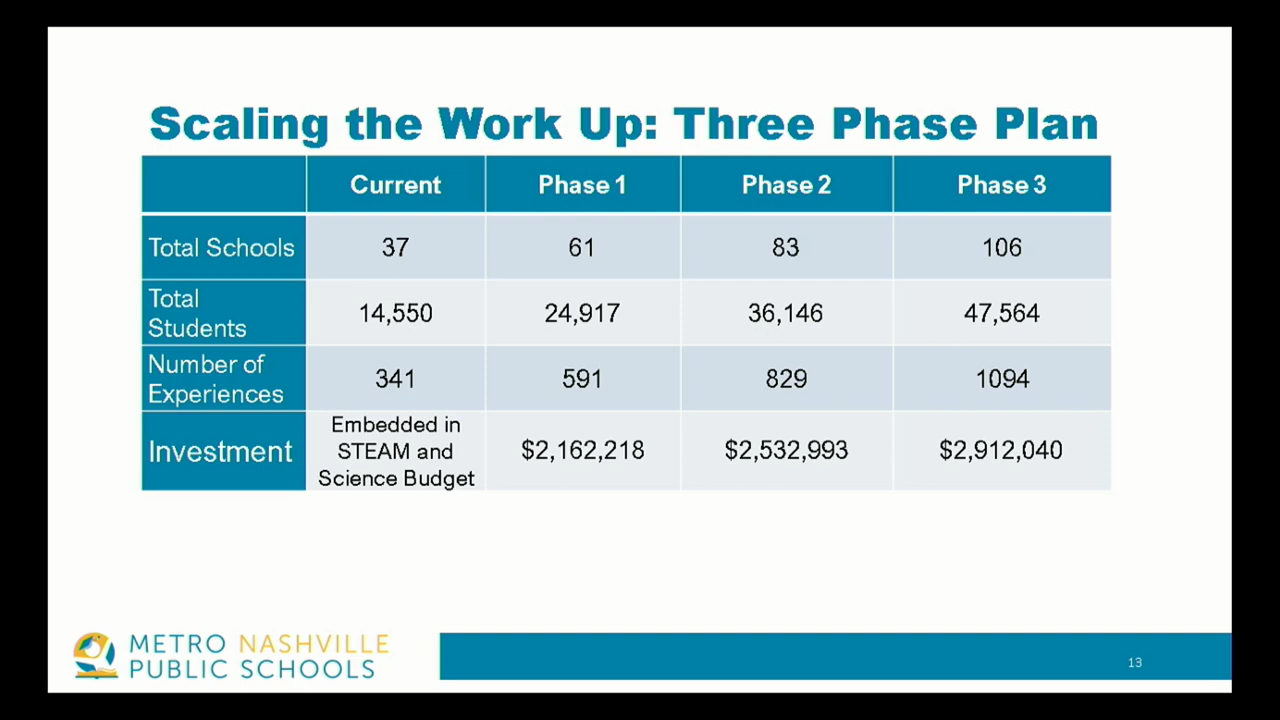 Scaling the Work Up: Three Phase Plan
Current Phase 1 Phase 2 Phase 3
Total Schools 37 61 83 106
Total
Students 14,550 24,917 36,146 47,564
Number of
Experiences 341 591 829 1094
Investment Embedded in
STEAM and
Science Budget $2,162,218 $2,532,993 $2,912,040
METRO NASHVILLE
PUBLIC SCHOOLS
13